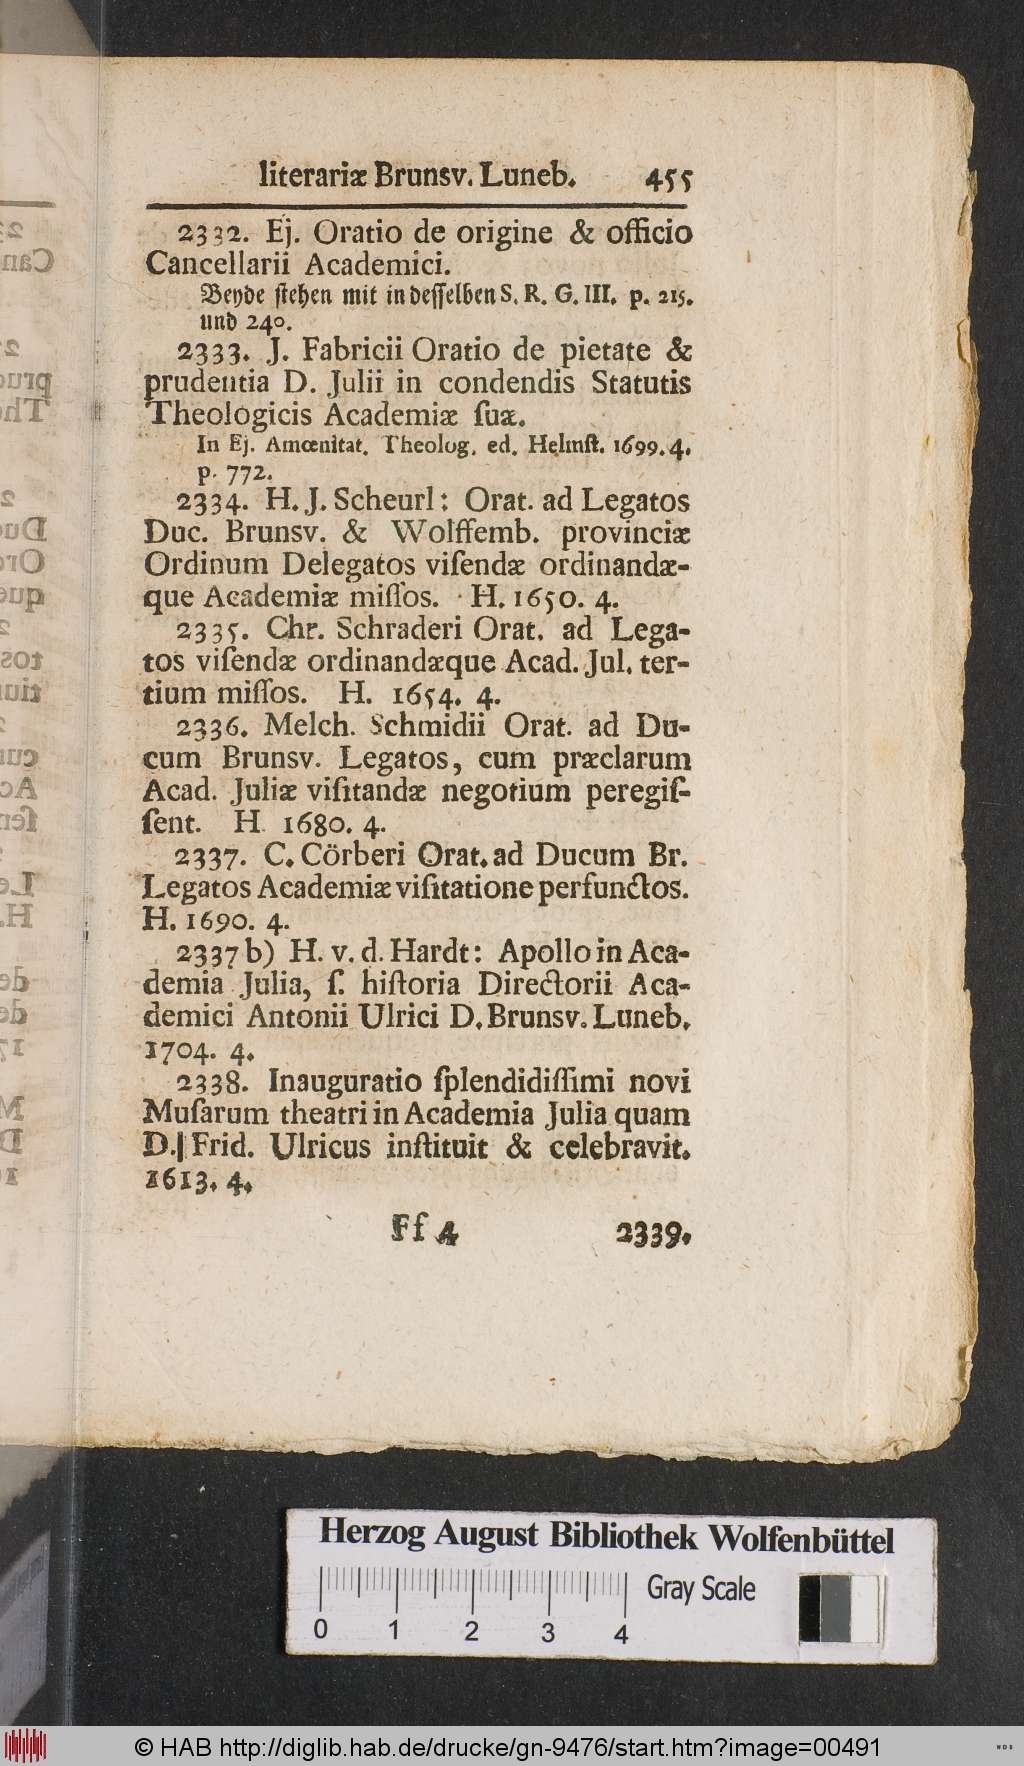 literariæ Brunsv. Luneb. 455
2332. Ej. Oratio de origine & officio
Cancellarii Academici.
Beyde stehen mit in desselben S. R. G. III. p. 215.
und 240.
2333. J. Fabricii Oratio de pietate &
prudentia D. Julii in condendis Statutis
Theologicis Academiæ ſuæ.
In Ej. Amœnitat. Theolog. ed. Helmſt. 1699. 4.
p. 772.
2334. H. J. Scheurl: Orat. ad Legatos
Duc. Brunsv. & Wolffemb. provinciæ
Ordinum Delegatos viſendæ ordinandæ-
que Academiæ miſſos. H. 1650. 4.
2335. Chr. Schraderi Orat. ad Lega-
tos viſendæ ordinandæque Acad. Jul. ter-
tium miſſos. H. 1654. 4.
2336. Melch. Schmidii Orat. ad Du-
cum Brunsv. Legatos, cum præclarum
Acad. Juliæ viſitandæ negotium peregiſ-
ſent. H 1680. 4.
2337. C. Cörberi Orat. ad Ducum Br.
Legatos Academiæ viſitatione perfunctos.
H. 1690. 4.
2337 b) H. v. d. Hardt: Apollo in Aca-
demia Julia, ſ. hiſtoria Directorii Aca-
demici Antonii Ulrici D. Brunsv. Luneb.
1704. 4.
2338. Inauguratio ſplendidiſſimi novi
Muſarum theatri in Academia Julia quam
D. Frid. Ulricus inſtituit & celebravit.
1613. 4.
Ff 4 2339.
Herzog August Bibliothek Wolfenbüttel
Gray Scale
0 1 2 3 4
© HAB http://diglib.hab.de/drucke/gn-9476/start.htm?image=00491